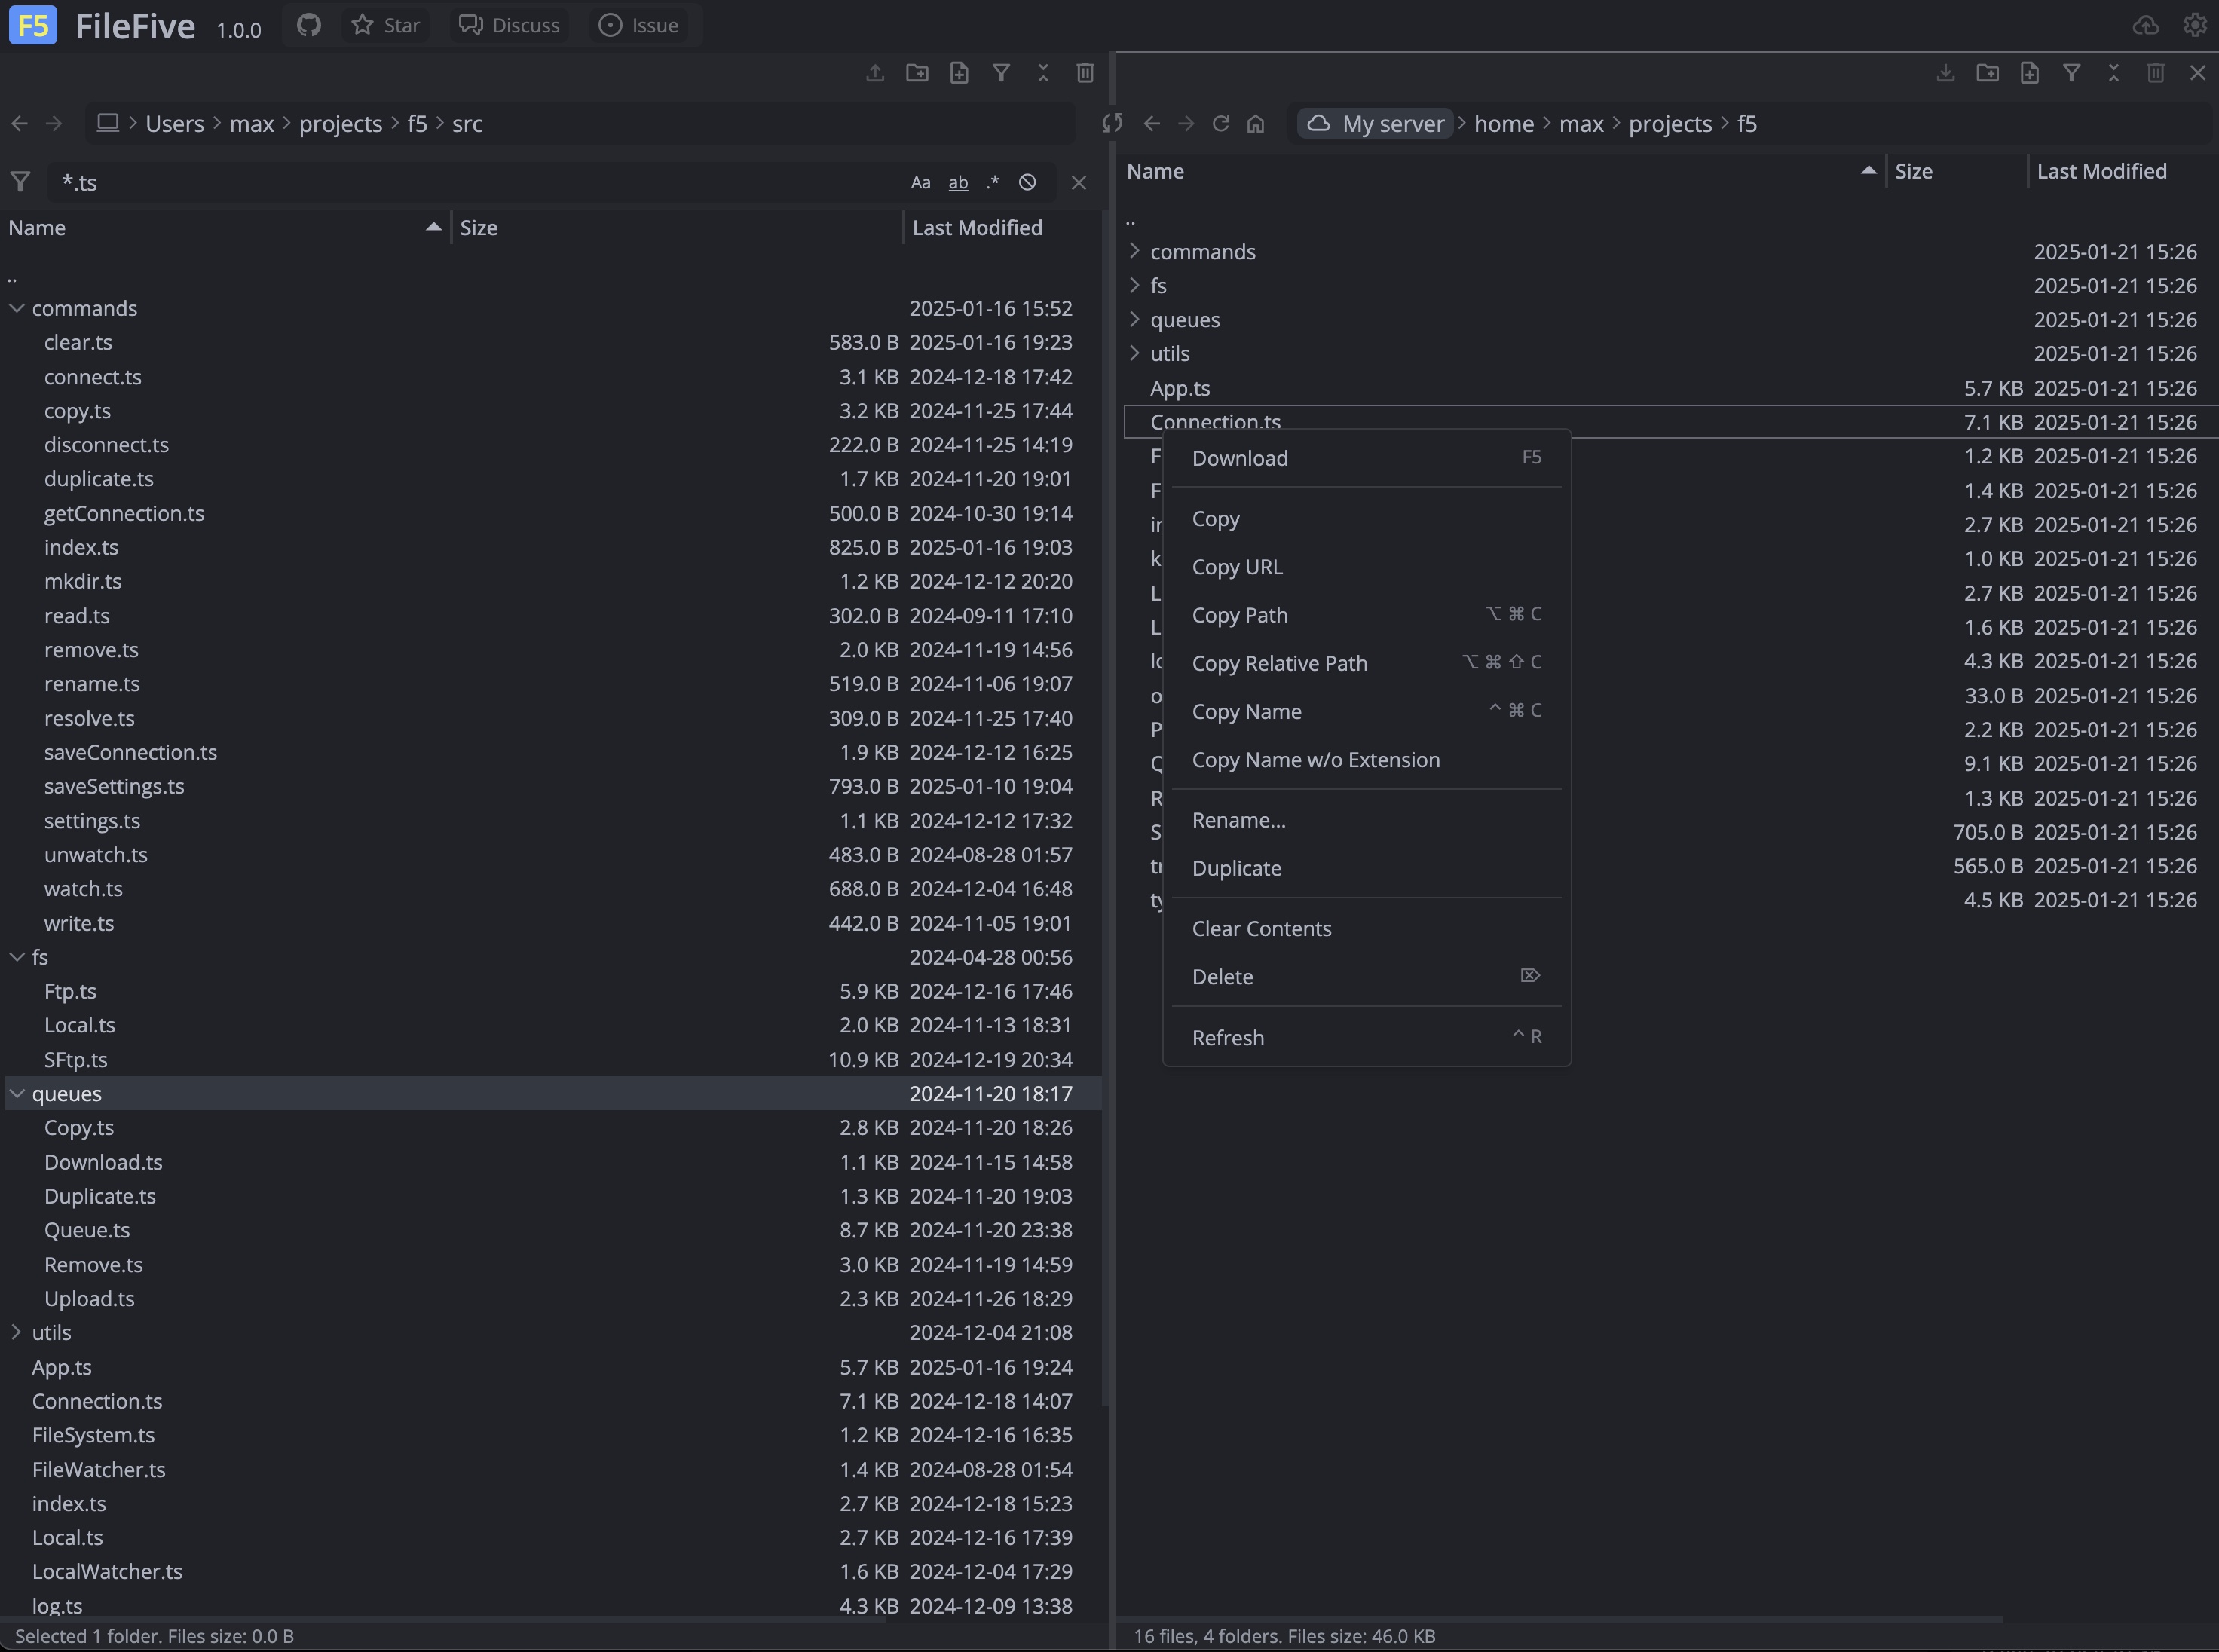 F5 FileFive 1.0.0 Star Discuss Issue
Users max projects f5 src
*.ts Aa ab .*
Name Size Last Modified
..
commands 2025-01-16 15:52
clear.ts 583.0 B 2025-01-16 19:23
connect.ts 3.1 KB 2024-12-18 17:42
copy.ts 3.2 KB 2024-11-25 17:44
disconnect.ts 222.0 B 2024-11-25 14:19
duplicate.ts 1.7 KB 2024-11-20 19:01
getConnection.ts 500.0 B 2024-10-30 19:14
index.ts 825.0 B 2025-01-16 19:03
mkdir.ts 1.2 KB 2024-12-12 20:20
read.ts 302.0 B 2024-09-11 17:10
remove.ts 2.0 KB 2024-11-19 14:56
rename.ts 519.0 B 2024-11-06 19:07
resolve.ts 309.0 B 2024-11-25 17:40
saveConnection.ts 1.9 KB 2024-12-12 16:25
saveSettings.ts 793.0 B 2025-01-10 19:04
settings.ts 1.1 KB 2024-12-12 17:32
unwatch.ts 483.0 B 2024-08-28 01:57
watch.ts 688.0 B 2024-12-04 16:48
write.ts 442.0 B 2024-11-05 19:01
fs 2024-04-28 00:56
Ftp.ts 5.9 KB 2024-12-16 17:46
Local.ts 2.0 KB 2024-11-13 18:31
SFtp.ts 10.9 KB 2024-12-19 20:34
queues 2024-11-20 18:17
Copy.ts 2.8 KB 2024-11-20 18:26
Download.ts 1.1 KB 2024-11-15 14:58
Duplicate.ts 1.3 KB 2024-11-20 19:03
Queue.ts 8.7 KB 2024-11-20 23:38
Remove.ts 3.0 KB 2024-11-19 14:59
Upload.ts 2.3 KB 2024-11-26 18:29
utils 2024-12-04 21:08
App.ts 5.7 KB 2025-01-16 19:24
Connection.ts 7.1 KB 2024-12-18 14:07
FileSystem.ts 1.2 KB 2024-12-16 16:35
FileWatcher.ts 1.4 KB 2024-08-28 01:54
index.ts 2.7 KB 2024-12-18 15:23
Local.ts 2.7 KB 2024-12-16 17:39
LocalWatcher.ts 1.6 KB 2024-12-04 17:29
log.ts 4.3 KB 2024-12-09 13:38
Selected 1 folder. Files size: 0.0 B
My server home max projects f5
Name Size Last Modified
..
commands 2025-01-21 15:26
fs 2025-01-21 15:26
queues 2025-01-21 15:26
utils 2025-01-21 15:26
App.ts 5.7 KB 2025-01-21 15:26
Connection.ts 7.1 KB 2025-01-21 15:26
1.2 KB 2025-01-21 15:26
1.4 KB 2025-01-21 15:26
2.7 KB 2025-01-21 15:26
1.0 KB 2025-01-21 15:26
2.7 KB 2025-01-21 15:26
1.6 KB 2025-01-21 15:26
4.3 KB 2025-01-21 15:26
33.0 B 2025-01-21 15:26
2.2 KB 2025-01-21 15:26
9.1 KB 2025-01-21 15:26
1.3 KB 2025-01-21 15:26
705.0 B 2025-01-21 15:26
565.0 B 2025-01-21 15:26
4.5 KB 2025-01-21 15:26
Download F5
Copy
Copy URL
Copy Path ⌥ ⌘ C
Copy Relative Path ⌥ ⌘ ⇧ C
Copy Name ^ ⌘ C
Copy Name w/o Extension
Rename...
Duplicate
Clear Contents
Delete ⌦
Refresh ^ R
16 files, 4 folders. Files size: 46.0 KB